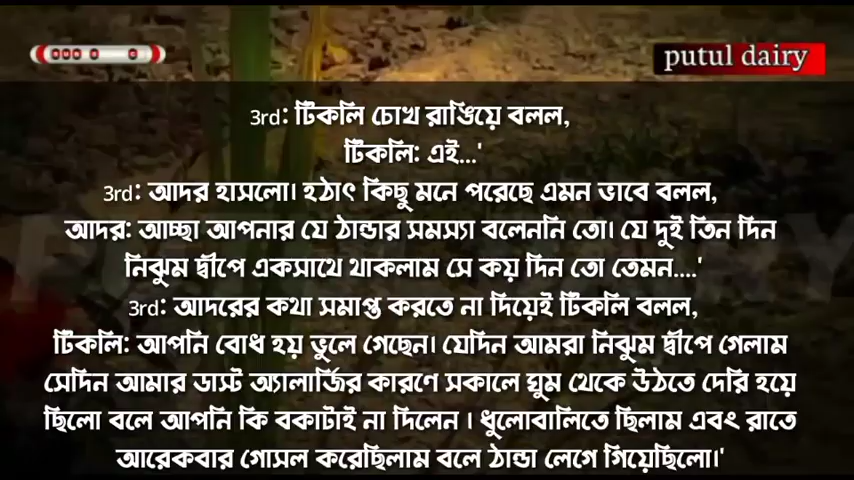 putul dairy
3rd: টিকলি চোখ রাঙিয়ে বলল,
টিকলি: এই...'
3rd: আদর হাসলো। হঠাৎ কিছু মনে পরেছে এমন ভাবে বলল,
আদর: আচ্ছা আপনার যে ঠান্ডার সমস্যা বলেননি তো। যে দুই তিন দিন
নিঝুম দ্বীপে একসাথে থাকলাম সে কয় দিন তো তেমন....'
3rd: আদরের কথা সমাপ্ত করতে না দিয়েই টিকলি বলল,
টিকলি: আপনি বোধ হয় ভুলে গেছেন। যেদিন আমরা নিঝুম দ্বীপে গেলাম
সেদিন আমার ডাস্ট অ্যালার্জির কারণে সকালে ঘুম থেকে উঠতে দেরি হয়ে
ছিলো বলে আপনি কি বকাটাই না দিলেন । ধুলোবালিতে ছিলাম এবং রাতে
আরেকবার গোসল করেছিলাম বলে ঠান্ডা লেগে গিয়েছিলো।'